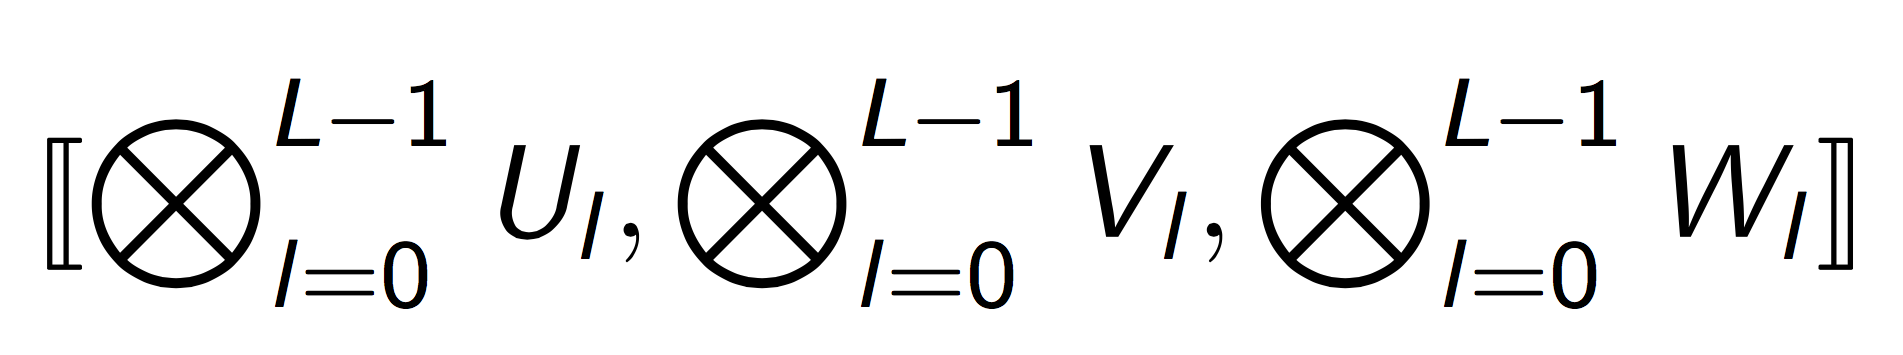 ⟦⨂_{l=0}^{L−1} U_l, ⨂_{l=0}^{L−1} V_l, ⨂_{l=0}^{L−1} W_l⟧